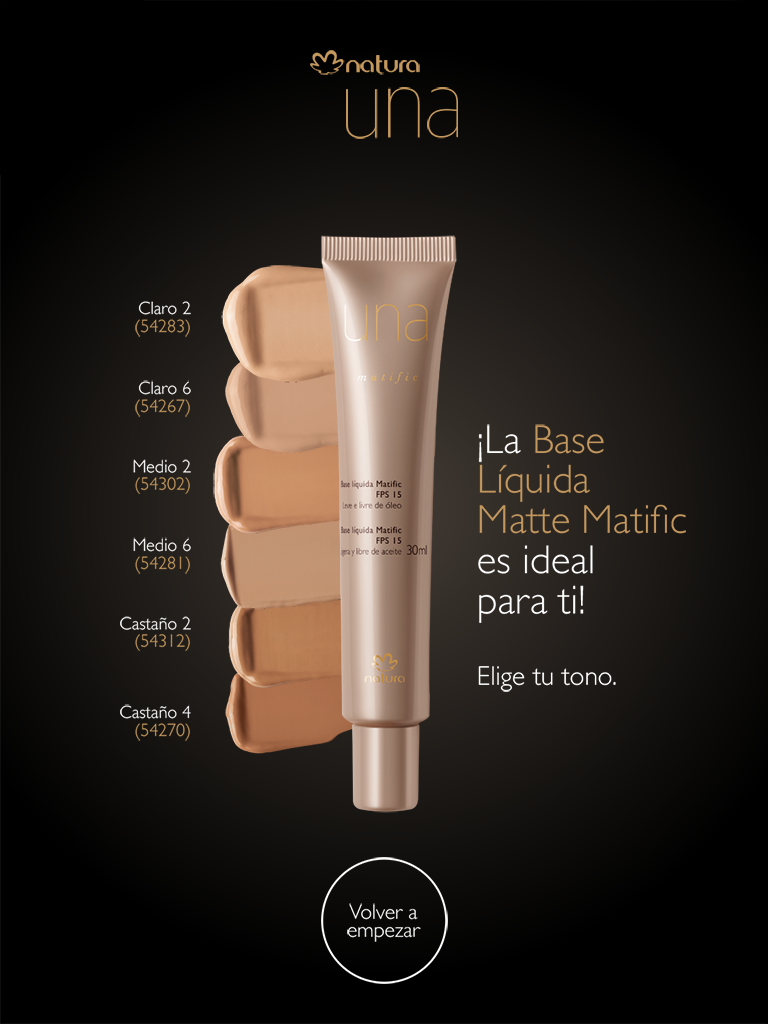 natura
una
Claro 2
(54283)
Claro 6
(54267)
Medio 2
(54302)
Medio 6
(54281)
Castaño 2
(54312)
Castaño 4
(54270)
una
matific
Base líquida Matific
FPS 15
Leve e livre de óleo
Base líquida Matific
FPS 15
y libre de aceite 30ml
natura
¡La Base
Líquida
Matte Matific
es ideal
para ti!
Elige tu tono.
Volver a
empezar